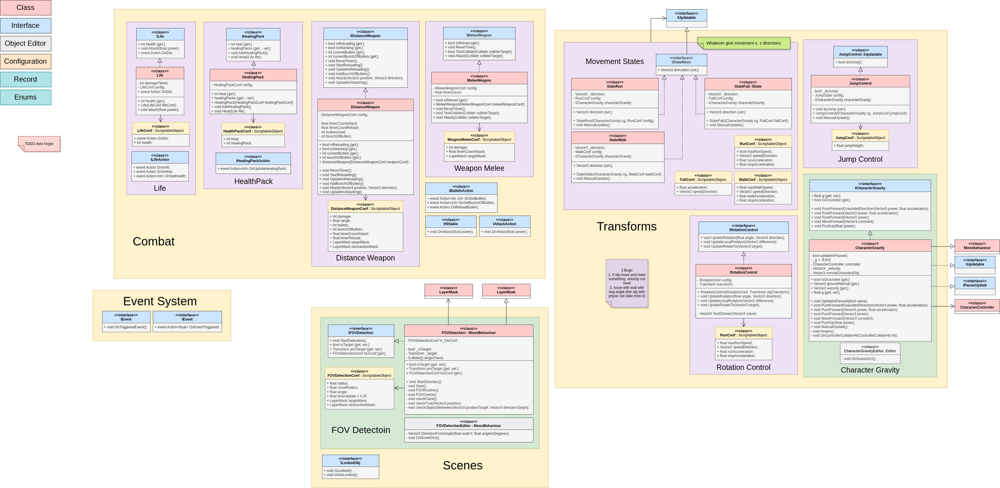 Class
Interface
Object Editor
Configuration
Record
Enums
TODO dont forget
<<class>>
ILife
+ int health {get;}
+ void Attack(float power);
+ event Action OnDie;
<<class>>
Life
- int damageTaked;
- LifeConf config;
+ event Action OnDie;
+ int health {get;}
+ Life(LifeConf lifeConf);
+ void attack(float power);
<<class>>
LifeConf : ScriptableObject
+ event Action OnDie;
+ int health;
<<class>>
ILifeAction
+ event Action OnIsHit;
+ event Action OnIsHeal;
+ event Action<int> OnSetHealth;
Life
<<class>>
IHealingPack
+ int heal {get;}
+ healingPacks {get; - set;}
+ void AddHealingPack();
+ void Heal(ILife life);
<<class>>
HealingPack
- HealingPackConf config;
+ int heal {get;}
+ healingPacks {get; - set;}
+ HealingPack(HealingPackConf healingPackConf);
+ void AddHealingPack();
+ void Heal(ILife life);
<<class>>
HealthPackConf : ScriptableObject
+ int heal;
+ int healingPack;
<<class>>
IHealingPackAction
+ event Action<int> OnUpdateHealingPack;
HealthPack
<<class>>
IDistanceWeapon
+ bool isReloading {get;}
+ bool isAttacking {get;}
+ int currentBullets {get;}
+ int currentBunchOfBullets {get;}
+ void ResetTimer();
+ void StartReloading();
+ void UpdateIsReloading();
+ void AddBunchOfBullets();
+ void Attack(Vector3 position, Vector3 direction);
+ void UpdateIsAttacking();
<<class>>
DistanceWeapon
- DistanceWeaponConf config;
- float timerCountAttack;
- float timerCountReload;
- int bulletsUsed;
- int bunchOfBullets;
+ bool isReloading {get;}
+ bool isAttacking {get;}
+ int currentBullets {get;}
+ int bunchOfBullets {get;}
+ DistanceWeapon(DistanceWeaponConf weaponConf);
+ void ResetTimer();
+ void StartReloading();
+ void UpdateIsReloading();
+ void AddBunchOfBullets();
+ void Attack(Vector3 position, Vector3 direction);
+ void UpdateIsAttacking;
<<class>>
DistanceWeaponConf : ScriptableObject
+ int damage;
+ float range;
+ int bullets;
+ int bunchOfBullets;
+ float timerCountAttack;
+ float timerReload;
+ LayerMask targetMask;
+ LayerMask obstractionMask;
Distance Weapon
<<class>>
IMeleeWeapon
+ bool isReload {get;}
+ void ResetTime();
+ bool TestCollider(Collider colliderTarget);
+ void Attack(Collider colliderTarget);
<<class>>
MeleeWeapon
- MeleeWeaponConf config;
- float timerCount;
+ bool isReload {get;}
+ MeleeWeapon(MeleeWeaponConf meleeWeaponConf);
+ void ResetTimer();
+ bool TestCollider(Colider colliderTarget);
+ void Attack(Collider colliderTarget);
<<class>>
WeaponMeleeConf : ScriptableObject
+ int damage;
+ float timerCountAttack;
+ LayerMask targetMask;
Weapon Melee
<<class>>
IBulletsAction
+ event Action<int, int> OnSetBullets;
+ event Action<int> OnSetBunchOfBullets;
+ event Actino OnReloadBullets;
<<class>>
IHittable
+ void OnAttack(float power);
<<class>>
IAttackAction
+ void OnAttack(float power);
Combat
Event System
<<interface>>
IEvent
+ void OnTriggeredEvent();
<<interface>>
IEvent
+ event Action<float> OnEventTriggered;
<<class>>
LayerMask
<<class>>
LayerMask
<<interface>>
IFOVDetection
+ void StartDetection();
+ bool isTarget {get; set;}
+ Transform posTarget {get; set;}
+ FOVDetectionConf fovConf {get;}
<<class>>
FOVDetectionConf : ScriptableObject
+ float radius;
+ float closeRadius;
+ float angle;
+ float timeUpdate = 0.3f;
+ LayerMask targetMask;
+ LayerMask obstructionMask;
<<class>>
FOVDetection : MonoBehaviour
- FOVDetectionConf m_fovConf;
- bool _isTarget;
- Transform _target;
- Collider[] rangeCheck;
+ bool isTarget {get; set;}
+ Transform posTarget {get; set;}
+ FOVDetectionConf fovConf {get;}
+ void StartDirection();
- void Start();
- void FOVRoutine();
- void FOVCheck();
- void checkFalse();
- void checkTrue(Vector3 position);
- void checkObjectsBetween(Vector3 positionTarget, Vector3 directionTarget);
<<class>>
FOVDetectionEditor : MonoBehaviour
- Vector3 DirectionFromAngle(float eulerY, float angleInDegrees);
- void OnScreeGUI();
FOV Detectoin
<<interface>>
ILookedObj
+ void IsLooked();
+ void IsNotLooked();
Scenes
<<interface>>
IUpdatable
Whatever give movement x, z directoins
Movement States
<<interface>>
IStateMove
+ Vector3 direcation {set;}
<<class>>
StateRun
- Vector3 _direction;
- RunConf config;
- ICharacterGravity characterGravity;
+ Vector3 direction {set;}
+ StateRun(ICharacterGravity cg, RunConf config);
+ void ManualUpdate();
<<class>>
StateFall: IState
- Vector3 _direction;
- FallConf config;
- ICharacterGravity characterGravity;
+ Vector3 direction {set;}
+ StateFall(ICharacterGravity cg, FallConf fallConf);
+ void ManualUpdate();
<<class>>
StateWalk
- Vector3 _direction;
- WalkConf config;
- ICharacterGravity characterGravity;
+ Vector3 direction {set;}
+ StateWalk(ICharacterGravity cg, WalkConf walkConf);
+ void ManualUpdate();
<<class>>
RunConf : ScriptableObject
+ float maxRunSpeed;
+ Vector2 speedDirection;
+ float runAcceleration;
+ float stopAcceleration;
<<class>>
FallConf : ScriptableObject
+ float acceleration;
+ Vector2 speedDirection;
<<class>>
WalkConf : ScriptableObject
+ float maxWalkSpeed;
+ Vector2 speedDirection;
+ float walkAcceleration;
+ float stopAcceleration;
<<class>>
JumpControl: IUpdatable
+ bool doJump();
<<class>>
JumpControl
- bool _doJump;
- JumpState config;
- ICharacterGravity characterGravity;
+ void doJump {set;}
+ JumpControl(ICharacterGravity cg, JumpConf jumpConf);
+ void ManualUpdate();
<<class>>
JumpConf : ScriptableObject
+ float jumpHeight;
Jump Control
Transforms
2 Bugs
1. if obj move and meet
something. velocity not
reset
2. issue with wall with
hug angle (the obj with
physic not slide from it)
<<interface>>
IRotationControl
+ void UpdateRotation(float angle, Vector3 direction);
+ void UpdateLocalRotation(Vector2 difference);
+ void UpdateRotateTo(Vector3 target);
<<class>>
RotationControl
- RotationConf config;
- Transform transform;
+ RotationControl(RotationConf, Transform objTransform);
+ void UpdateRotation(float angle, Vector3 direction);
+ void UpdateLocalRotation(Vector2 difference);
+ void UpdateRotateTo(Vector3 target);
- Vector3 TestDomain(Vector3 value);
<<class>>
RunConf : ScriptableObject
+ float maxRunSpeed;
+ Vector2 speedDirection;
+ float runAcceleration;
+ float stopAcceleration;
Rotation Control
<<interface>>
ICharacterGravity
+ float g {get; set;}
+ bool isGrounded {get;}
+ void PushForwardGraundedDirection(Vector3 power, float acceleration);
+ void PushForward(Vector3 power, float acceleration);
+ void PushForward(Vector3 power);
+ void MoveForward(Vector3 constant);
+ void PushUp(float power);
<<class>>
CharacterGravity
- bool updateIsPaused;
- _g = -9.81f;
- CharacterController controller;
- Vector3 _velocity;
- Vector3 normalGroundedObj;
+ bool isGrounded {get;}
+ Vector3 groundNormal {get;}
+ Vector3 velocity {get;}
+ float g {get; set;}
+ void UpdateIsPaused(bool value);
+ void PushForwardGraundedDirection(Vector3 power, float acceleration);
+ void PushForward(Vector3 power, float acceleration);
+ void PushForward(Vector3 power);
+ void MoveForward(Vector3 constant);
+ void PushUp(float power);
+ void ManualUpdate();
- void Awake();
- void OnControllerColliderHit(ControllerColliderHit hit);
<<class>>
CharacterGravityEditor: Editor
- void OnSceneGUI();
Character Gravity
<<class>>
Monobehaviour
<<interface>>
IUpdatable
<<interface>>
IPauseUpdate
<<class>>
CharacterController